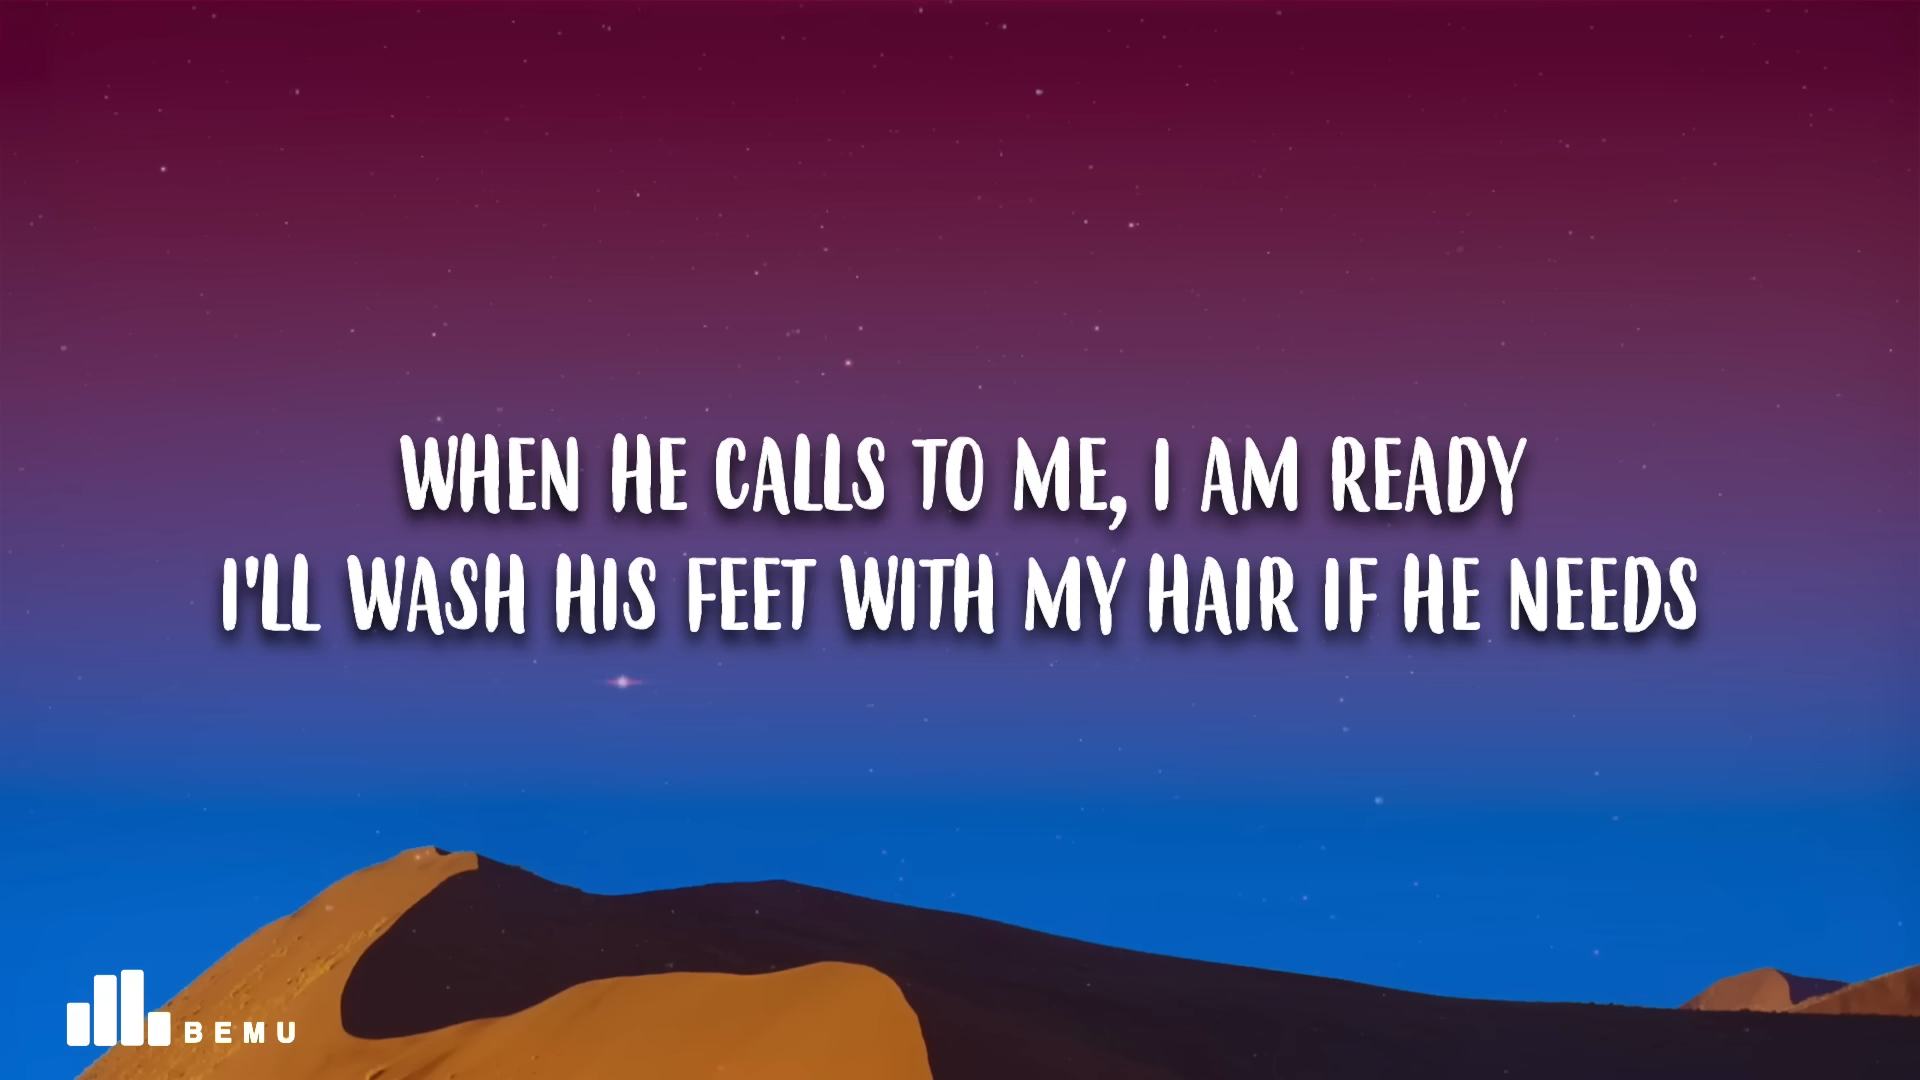 WHEN HE CALLS TO ME, I AM READY
I'LL WASH HIS FEET WITH MY HAIR IF HE NEEDS
BEMU